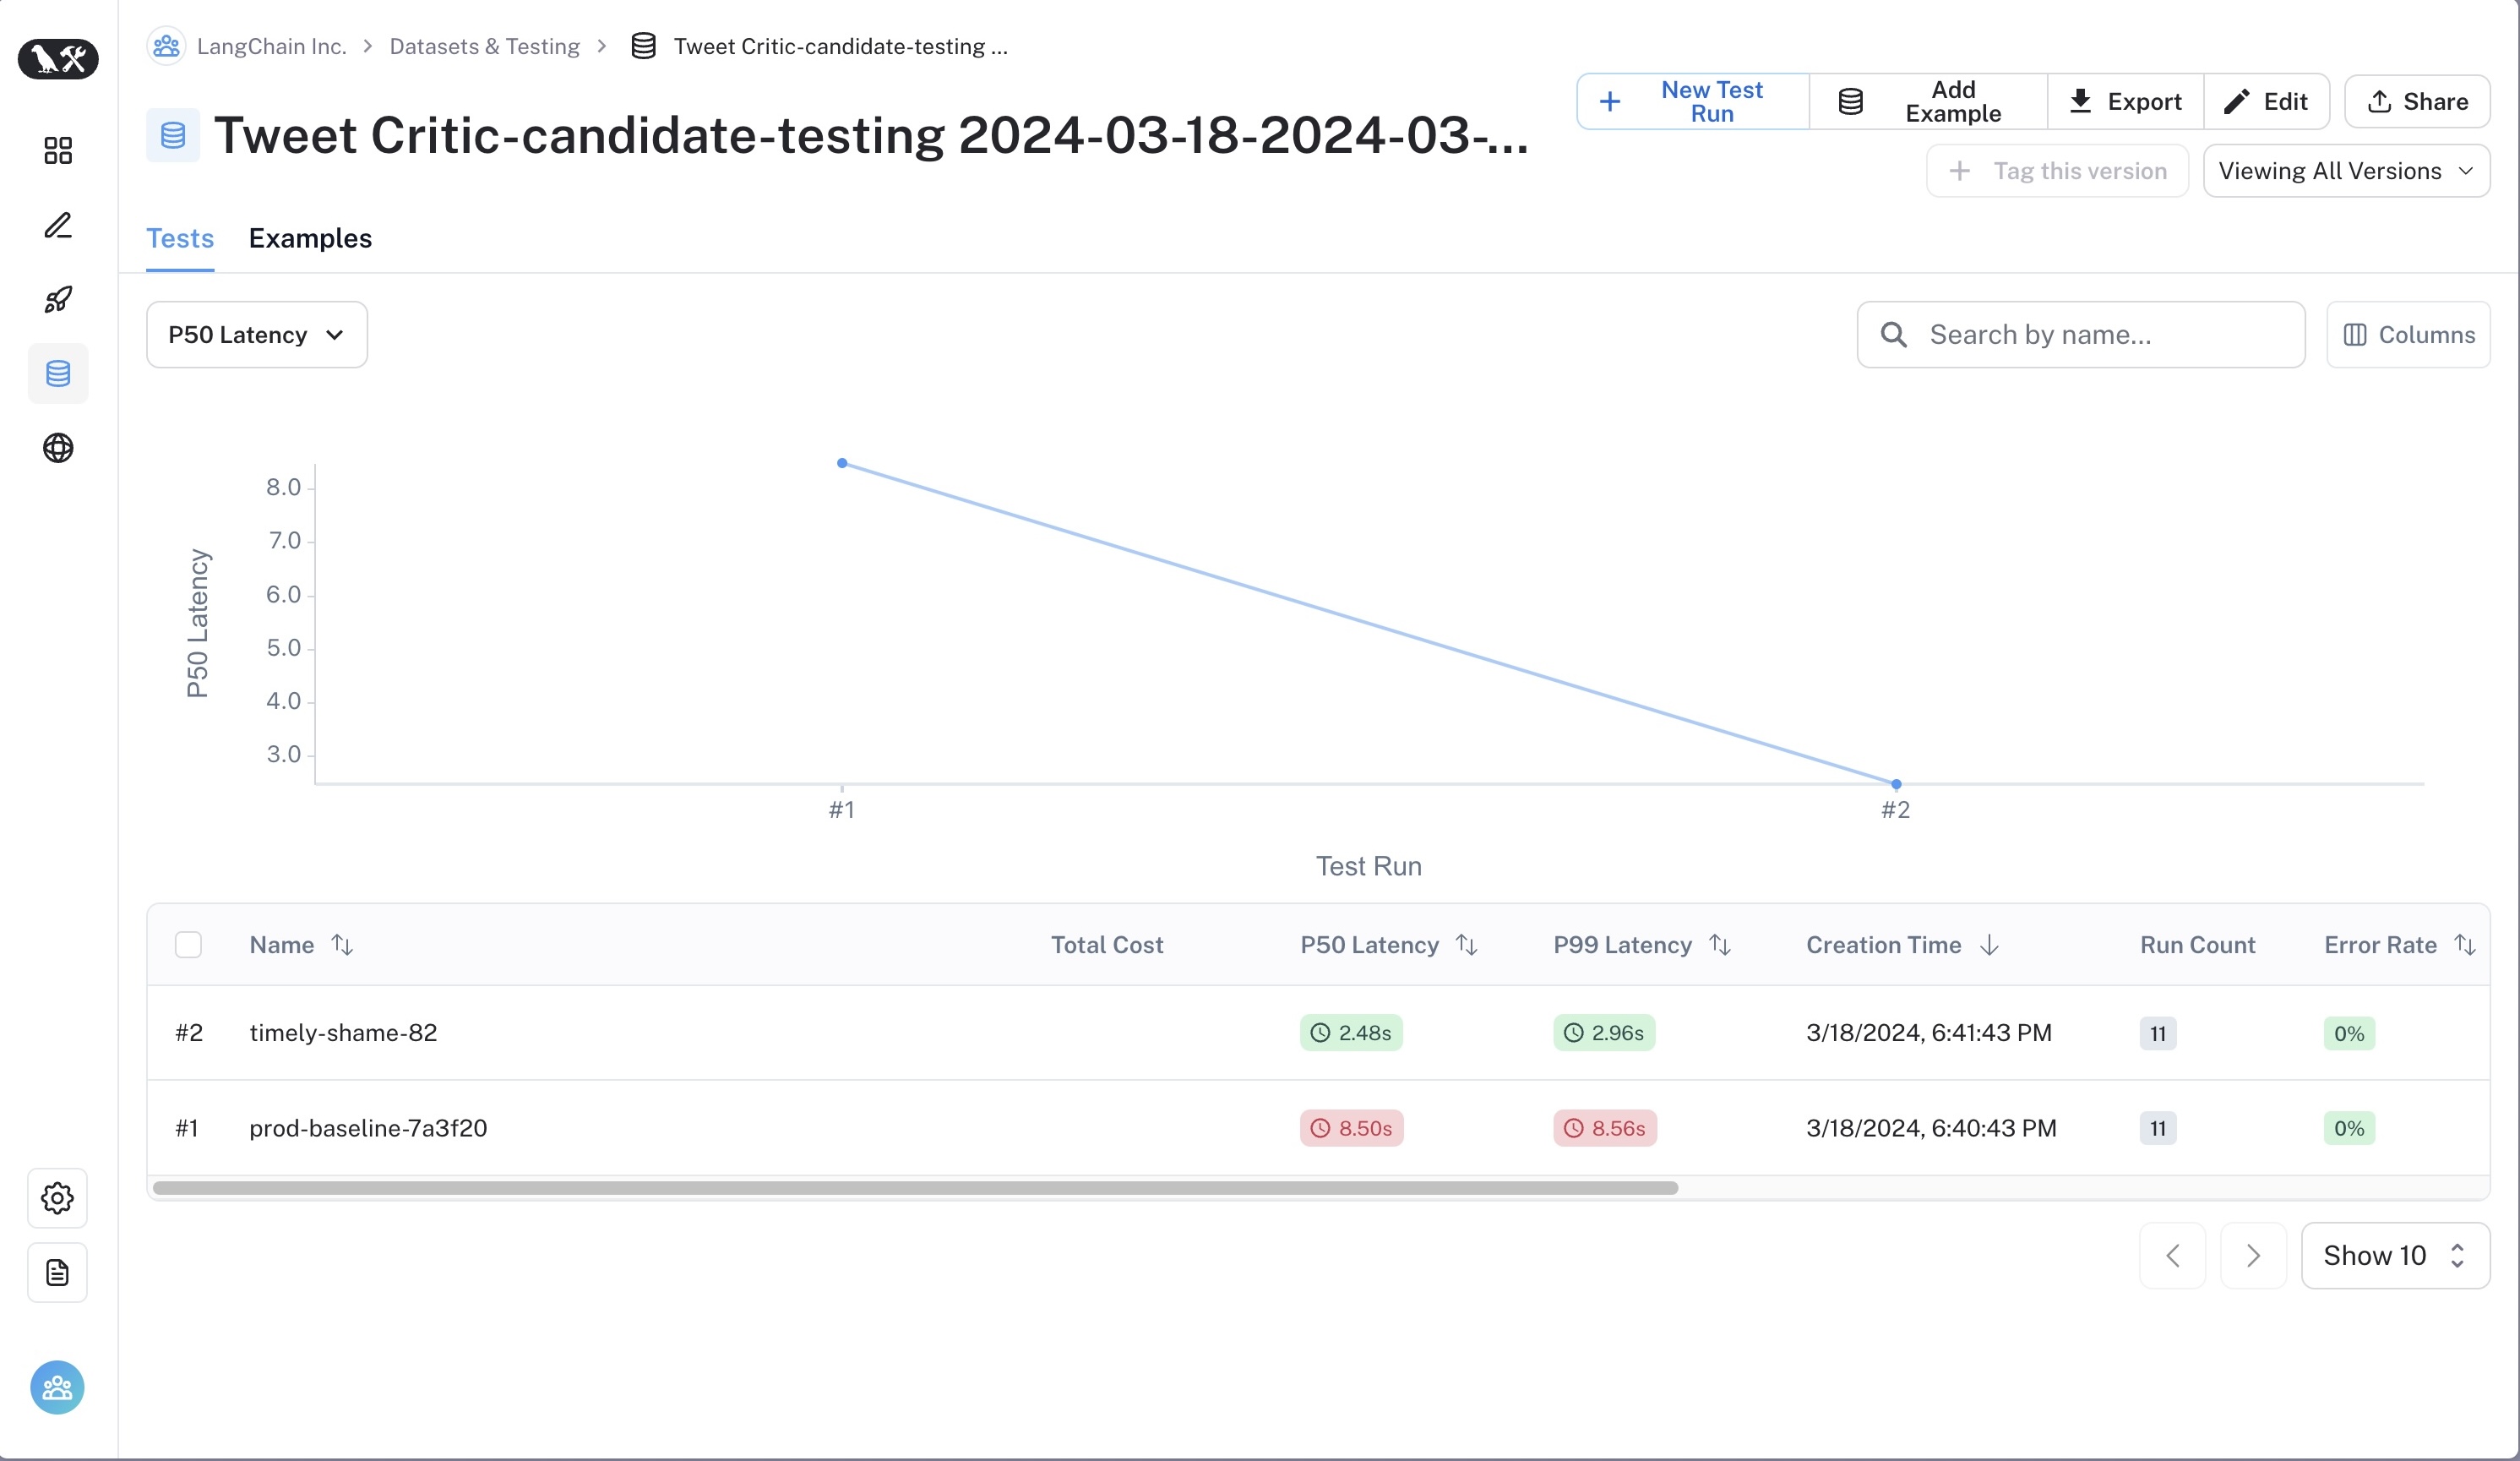 LangChain Inc. > Datasets & Testing > Tweet Critic-candidate-testing ...
Tweet Critic-candidate-testing 2024-03-18-2024-03-...
New Test Run
Add Example
Export
Edit
Share
Tag this version
Viewing All Versions
Tests
Examples
P50 Latency
Search by name...
Columns
8.0
7.0
6.0
5.0
4.0
3.0
P50 Latency
#1
#2
Test Run
Name Total Cost P50 Latency P99 Latency Creation Time Run Count Error Rate
#2 timely-shame-82 2.48s 2.96s 3/18/2024, 6:41:43 PM 11 0%
#1 prod-baseline-7a3f20 8.50s 8.56s 3/18/2024, 6:40:43 PM 11 0%
Show 10